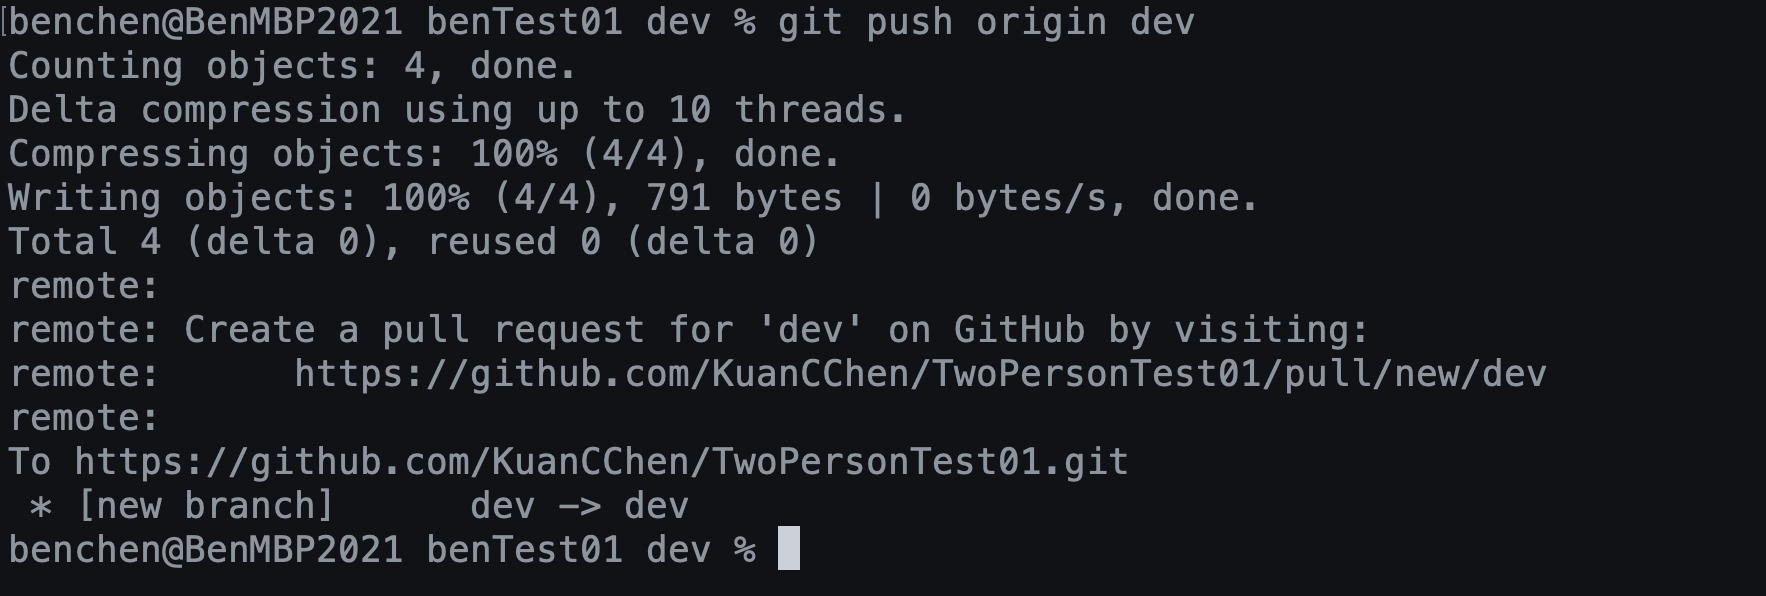 [benchen@BenMBP2021 benTest01 dev % git push origin dev
Counting objects: 4, done.
Delta compression using up to 10 threads.
Compressing objects: 100% (4/4), done.
Writing objects: 100% (4/4), 791 bytes | 0 bytes/s, done.
Total 4 (delta 0), reused 0 (delta 0)
remote:
remote: Create a pull request for 'dev' on GitHub by visiting:
remote:      https://github.com/KuanCChen/TwoPersonTest01/pull/new/dev
remote:
To https://github.com/KuanCChen/TwoPersonTest01.git
 * [new branch]      dev -> dev
benchen@BenMBP2021 benTest01 dev %